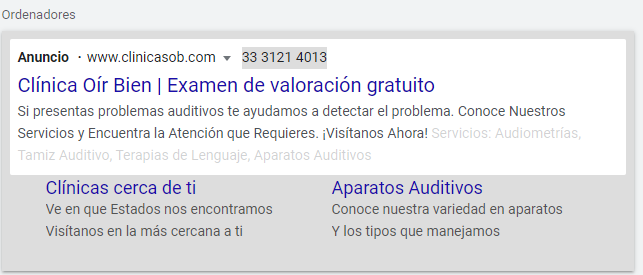 Ordenadores
Anuncio · www.clinicasob.com 33 3121 4013
Clínica Oír Bien | Examen de valoración gratuito
Si presentas problemas auditivos te ayudamos a detectar el problema. Conoce Nuestros
Servicios y Encuentra la Atención que Requieres. ¡Visítanos Ahora! Servicios: Audiometrías,
Tamiz Auditivo, Terapias de Lenguaje, Aparatos Auditivos
Clínicas cerca de ti
Ve en que Estados nos encontramos
Visítanos en la más cercana a ti
Aparatos Auditivos
Conoce nuestra variedad en aparatos
Y los tipos que manejamos